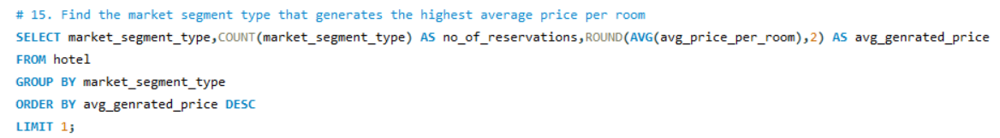 # 15. Find the market segment type that generates the highest average price per room
SELECT market_segment_type,COUNT(market_segment_type) AS no_of_reservations,ROUND(AVG(avg_price_per_room),2) AS avg_genrated_price
FROM hotel
GROUP BY market_segment_type
ORDER BY avg_genrated_price DESC
LIMIT 1;